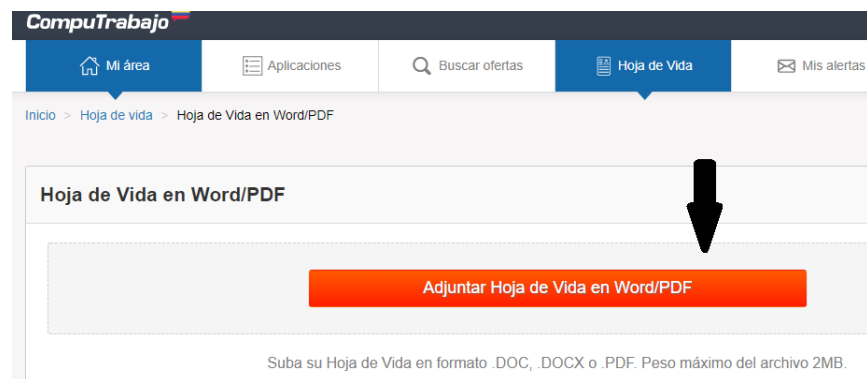 CompuTrabajo
Mi área Aplicaciones Buscar ofertas Hoja de Vida Mis alertas
Inicio > Hoja de vida > Hoja de Vida en Word/PDF
Hoja de Vida en Word/PDF
Adjuntar Hoja de Vida en Word/PDF
Suba su Hoja de Vida en formato .DOC, .DOCX o .PDF. Peso máximo del archivo 2MB.